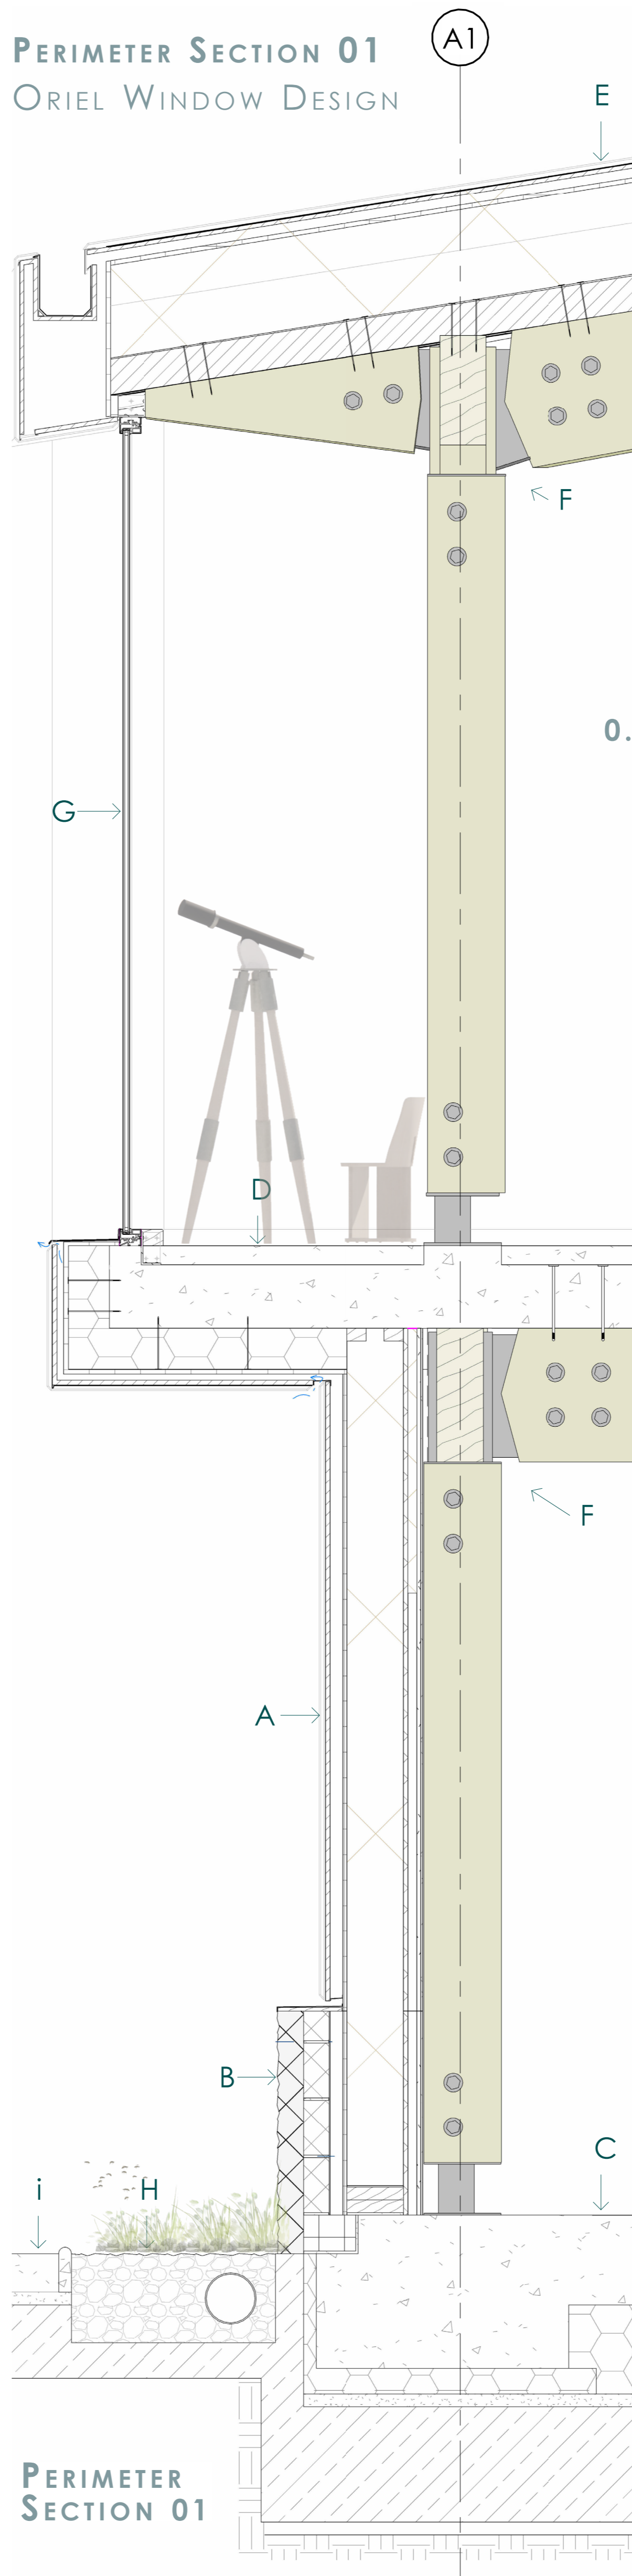 A1
PERIMETER SECTION 01
ORIEL WINDOW DESIGN
E
F
0.
G
D
F
A
B
C
i
H
PERIMETER
SECTION 01